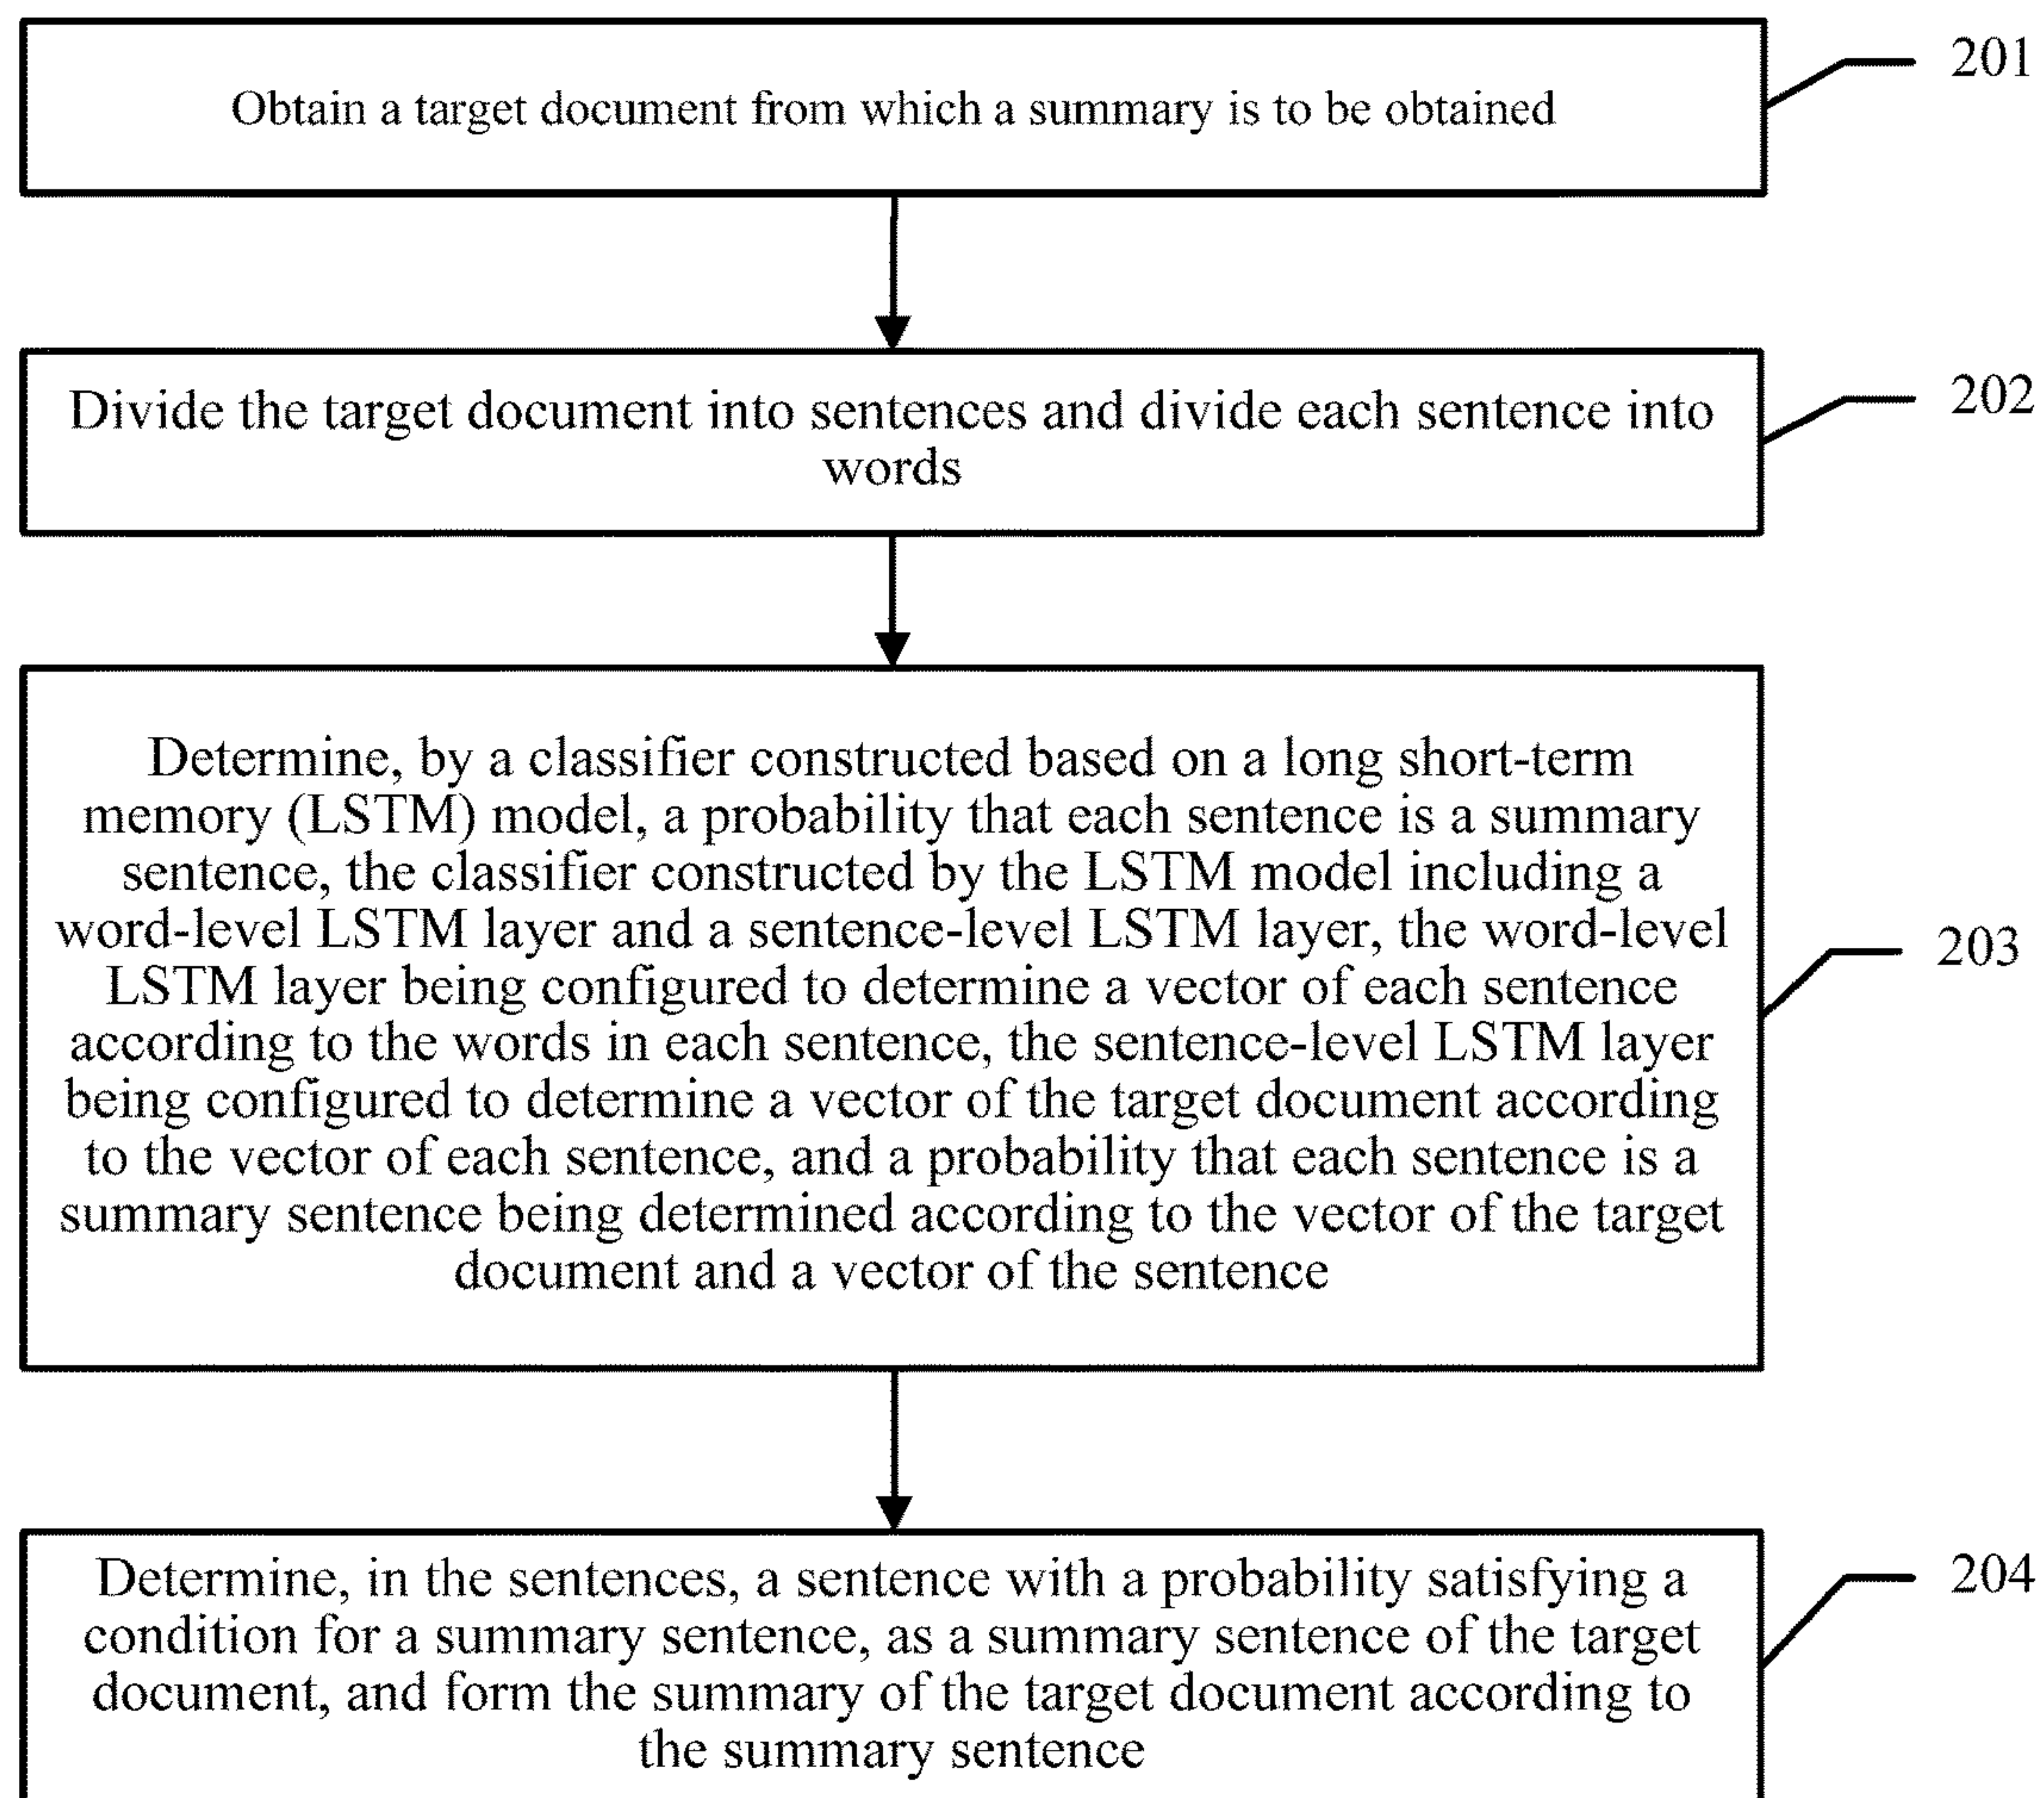 Obtain a target document from which a summary is to be obtained
201
Divide the target document into sentences and divide each sentence into
words
202
Determine, by a classifier constructed based on a long short-term
memory (LSTM) model, a probability that each sentence is a summary
sentence, the classifier constructed by the LSTM model including a
word-level LSTM layer and a sentence-level LSTM layer, the word-level
LSTM layer being configured to determine a vector of each sentence
according to the words in each sentence, the sentence-level LSTM layer
being configured to determine a vector of the target document according
to the vector of each sentence, and a probability that each sentence is a
summary sentence being determined according to the vector of the target
document and a vector of the sentence
203
Determine, in the sentences, a sentence with a probability satisfying a
condition for a summary sentence, as a summary sentence of the target
document, and form the summary of the target document according to
the summary sentence
204